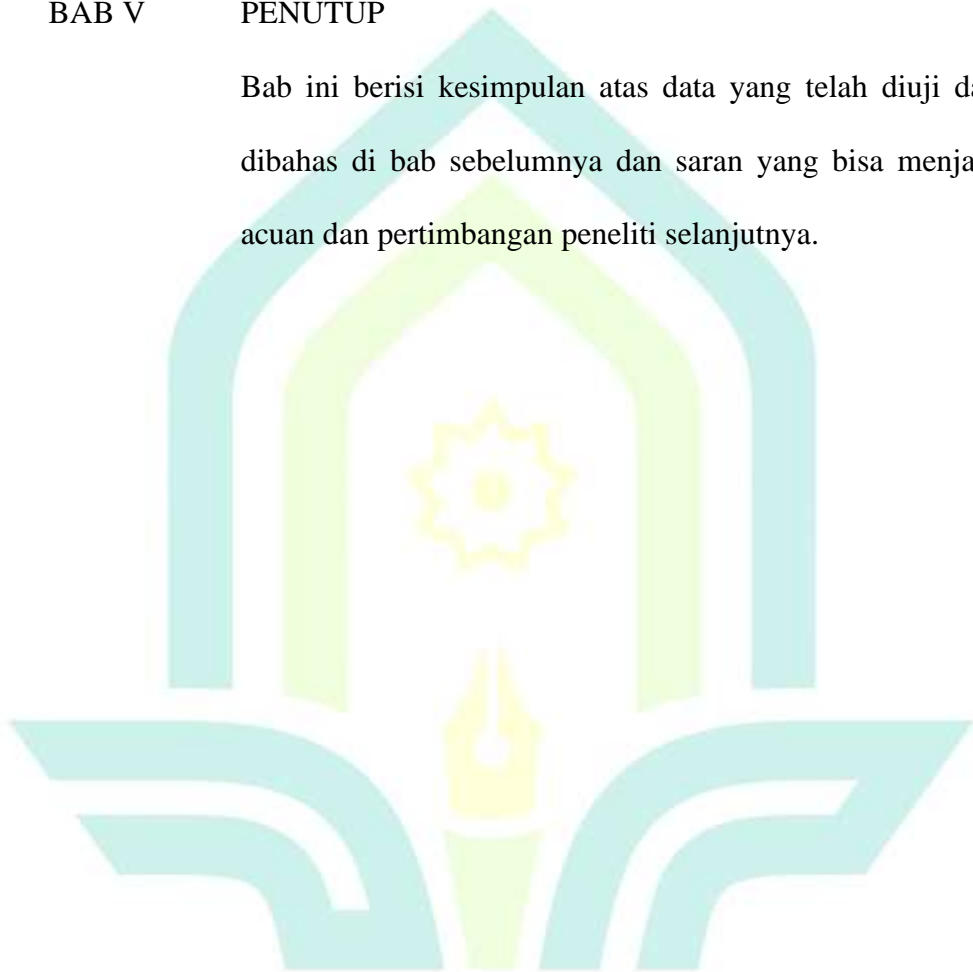 BAB V PENUTUP
Bab ini berisi kesimpulan atas data yang telah diuji da
dibahas di bab sebelumnya dan saran yang bisa menja
acuan dan pertimbangan peneliti selanjutnya.